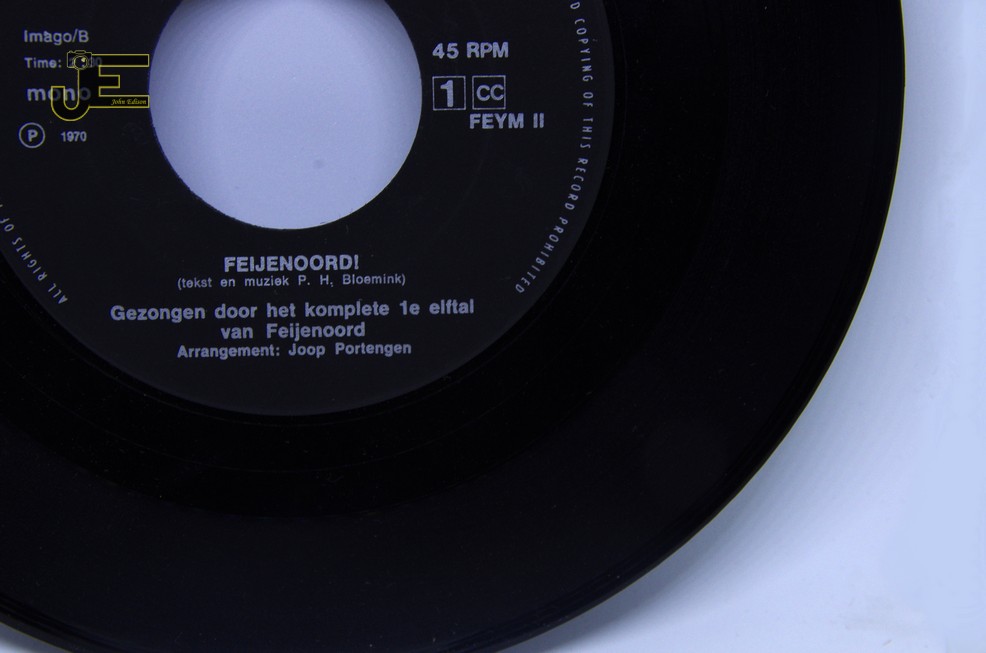 Imago/B
Time:
mono
Ⓟ 1970
JE
John Edison
45 RPM
1 CC
FEYM II
FEIJENOORD!
(tekst en muziek P. H. Bloemink)
Gezongen door het komplete 1e elftal
van Feijenoord
Arrangement: Joop Portengen
ALL RIGHTS OF
D COPYING OF THIS RECORD PROHIBITED